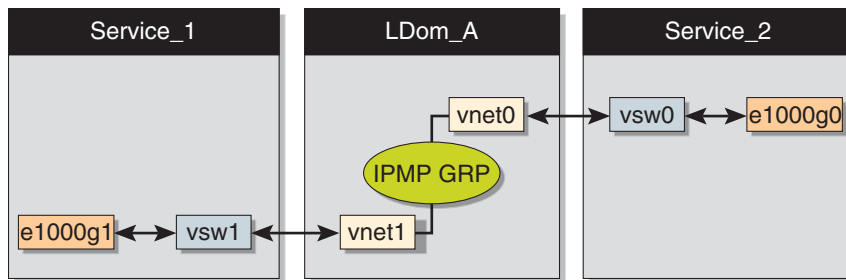 Service_1
LDom_A
Service_2
vnet0
vsw0
e1000g0
IPMP GRP
e1000g1
vsw1
vnet1